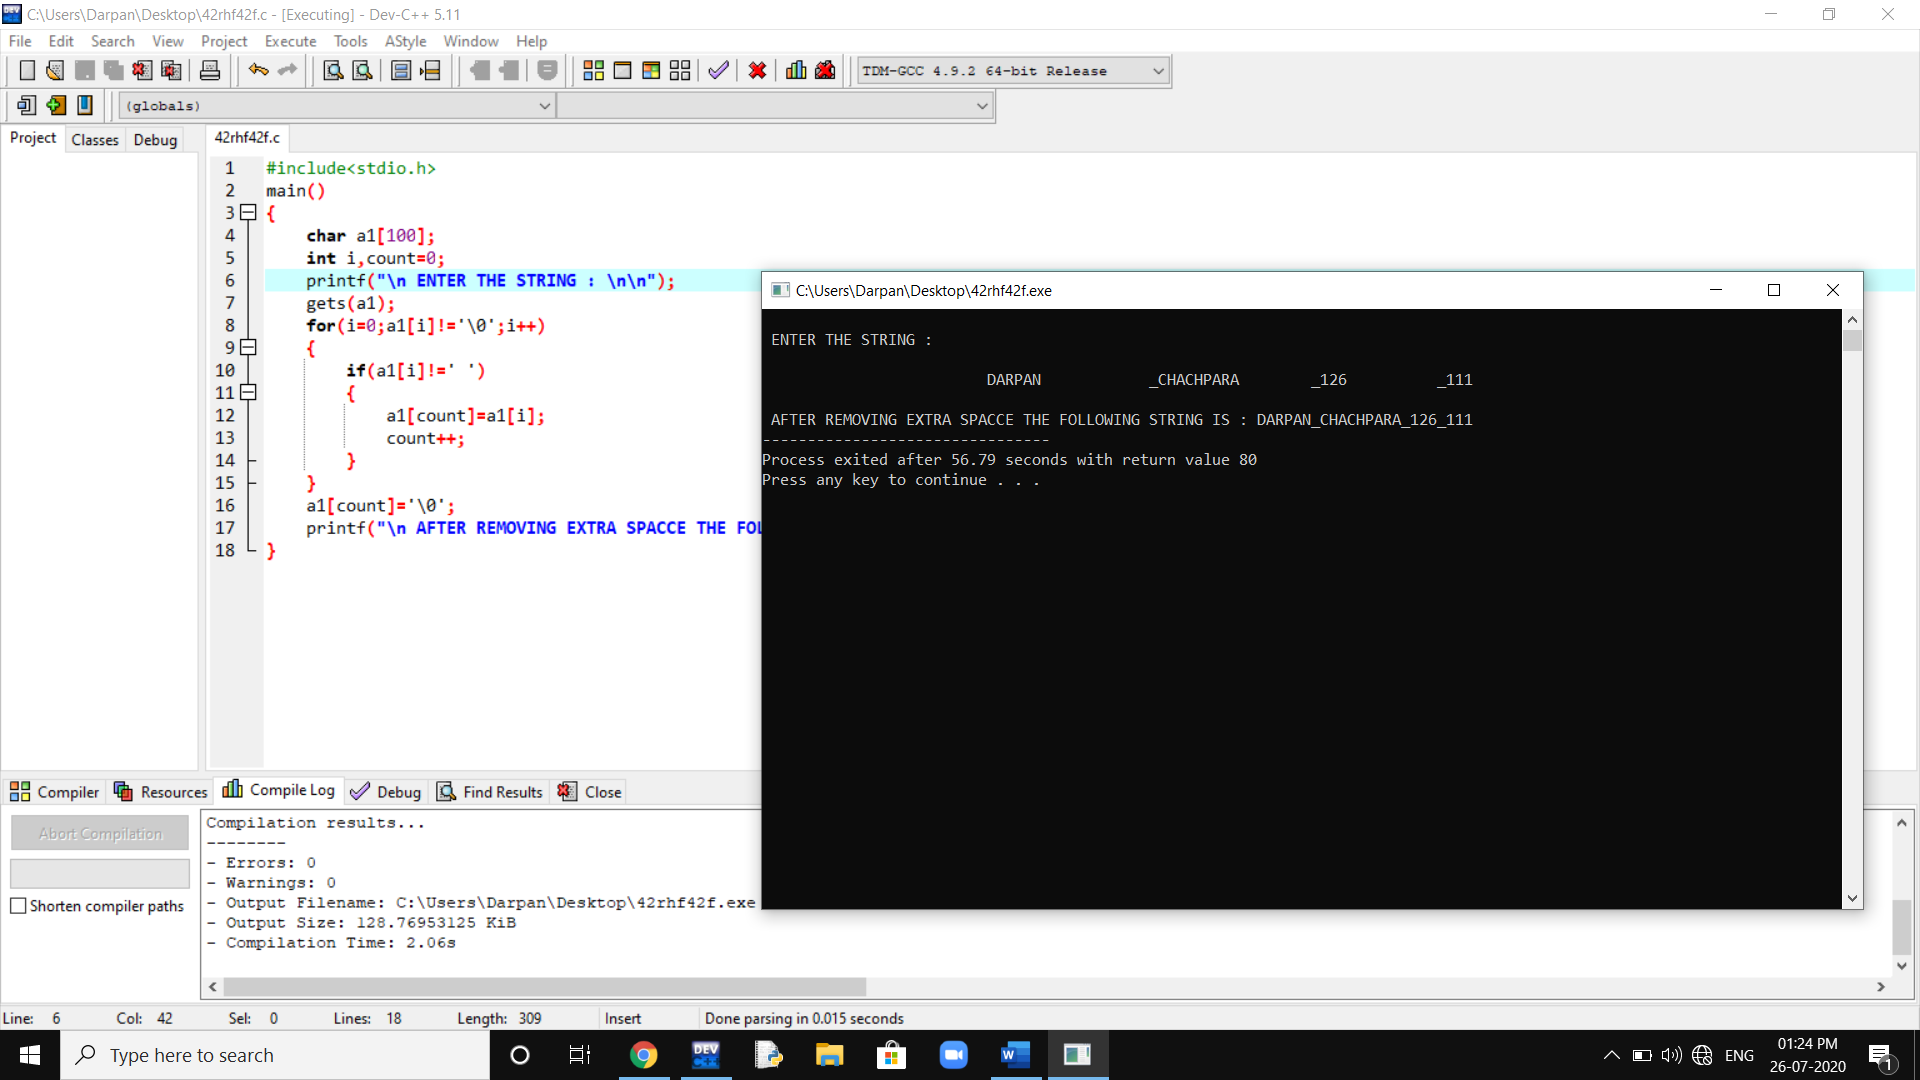 C:\Users\Darpan\Desktop\42rhf42f.c - [Executing] - Dev-C++ 5.11
File Edit Search View Project Execute Tools AStyle Window Help
TDM-GCC 4.9.2 64-bit Release
(globals)
Project Classes Debug 42rhf42f.c
1 #include<stdio.h>
2 main()
3 {
4 char a1[100];
5 int i,count=0;
6 printf("\n ENTER THE STRING : \n\n");
7 gets(a1);
8 for(i=0;a1[i]!='\0';i++)
9 {
10 if(a1[i]!=' ')
11 {
12 a1[count]=a1[i];
13 count++;
14 }
15 }
16 a1[count]='\0';
17 printf("\n AFTER REMOVING EXTRA SPACCE THE FOL
18 }
C:\Users\Darpan\Desktop\42rhf42f.exe
ENTER THE STRING :
DARPAN _CHACHPARA _126 _111
AFTER REMOVING EXTRA SPACCE THE FOLLOWING STRING IS : DARPAN_CHACHPARA_126_111
--------------------------------
Process exited after 56.79 seconds with return value 80
Press any key to continue . . .
Compiler Resources Compile Log Debug Find Results Close
Abort Compilation
Shorten compiler paths
Compilation results...
--------
- Errors: 0
- Warnings: 0
- Output Filename: C:\Users\Darpan\Desktop\42rhf42f.exe
- Output Size: 128.76953125 KiB
- Compilation Time: 2.06s
Line: 6 Col: 42 Sel: 0 Lines: 18 Length: 309 Insert Done parsing in 0.015 seconds
Type here to search
DEV
C++
W
ENG
01:24 PM
26-07-2020
1